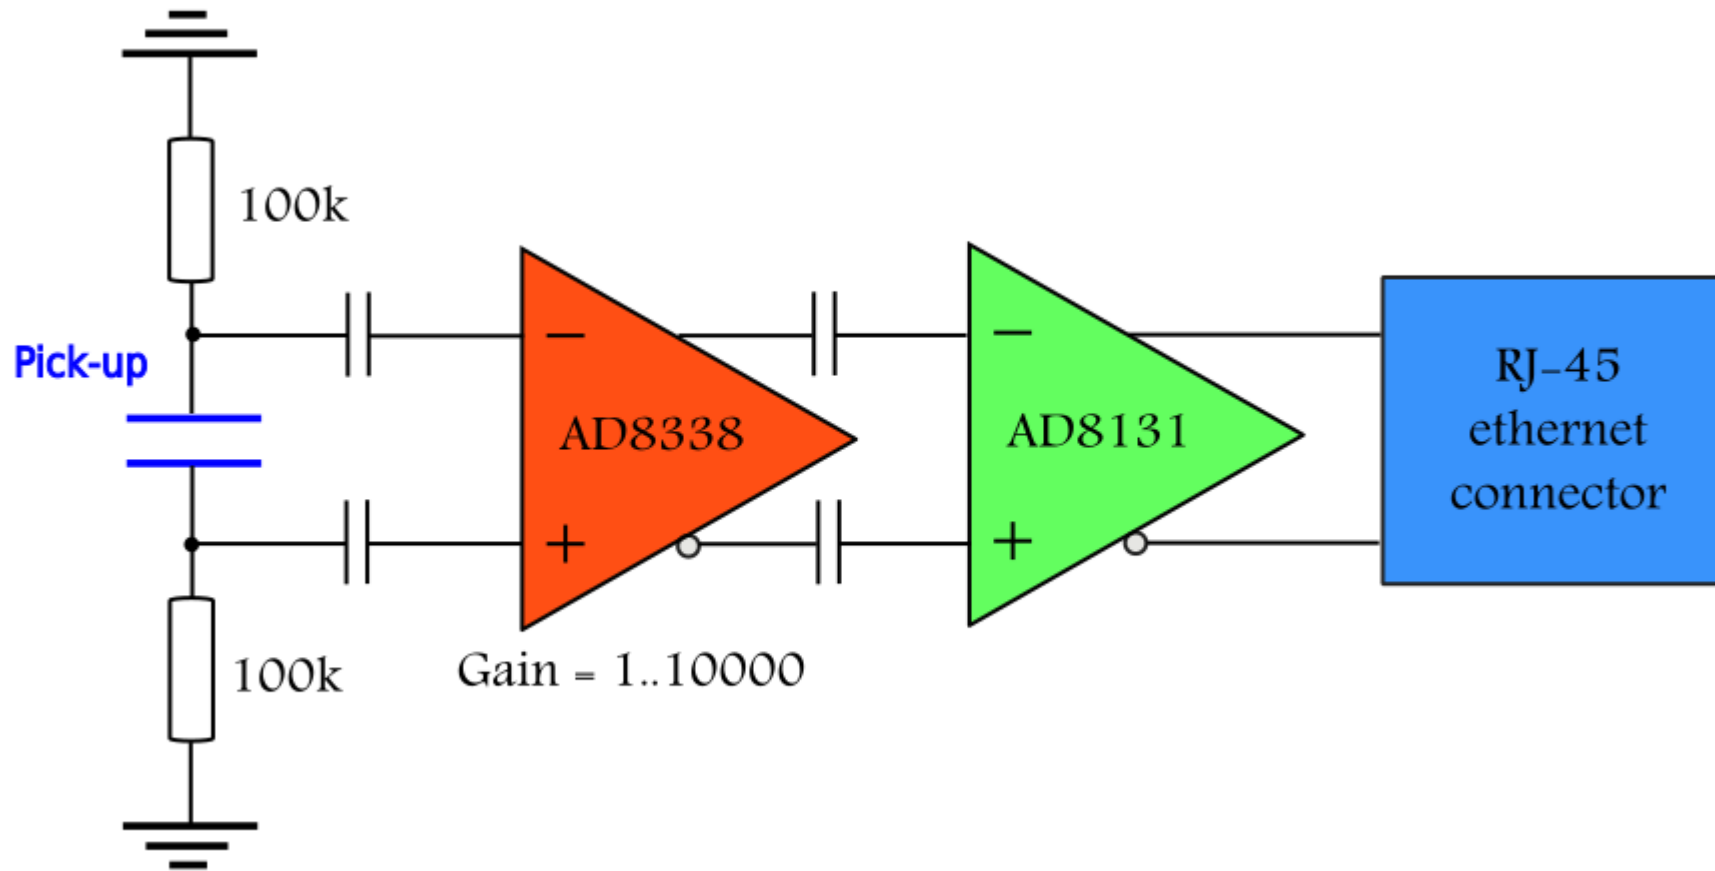 100k
Pick-up
−
−
AD8338
AD8131
RJ-45
ethernet
connector
+
+
100k
Gain = 1..10000